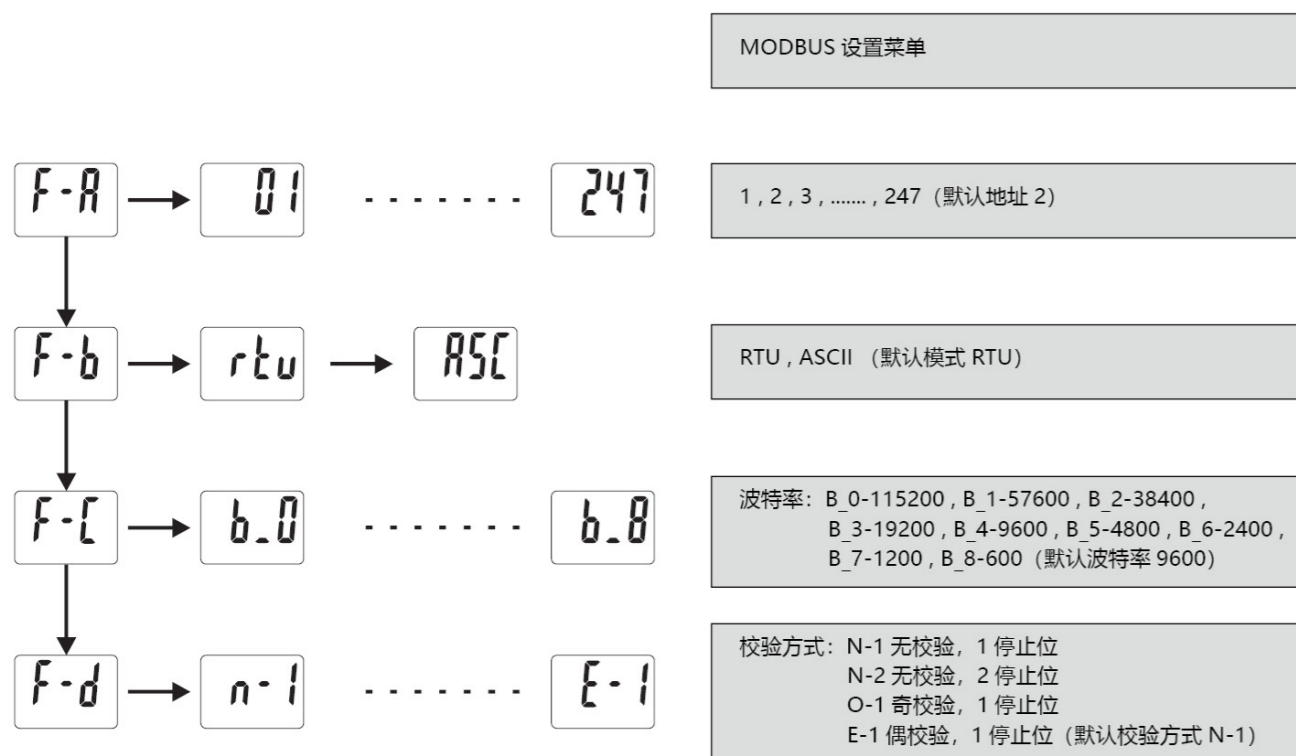 MODBUS 设置菜单
F-A 01 - - - - - - - 247 1 , 2 , 3 , ....... , 247（默认地址 2）
F-b rtu ASC RTU , ASCII （默认模式 RTU）
F-C b_0 - - - - - - - b_8 波特率：B_0-115200 , B_1-57600 , B_2-38400 ,
B_3-19200 , B_4-9600 , B_5-4800 , B_6-2400 ,
B_7-1200 , B_8-600（默认波特率 9600）
F-d n-1 - - - - - - - E-1 校验方式：N-1 无校验，1 停止位
N-2 无校验，2 停止位
O-1 奇校验，1 停止位
E-1 偶校验，1 停止位（默认校验方式 N-1）